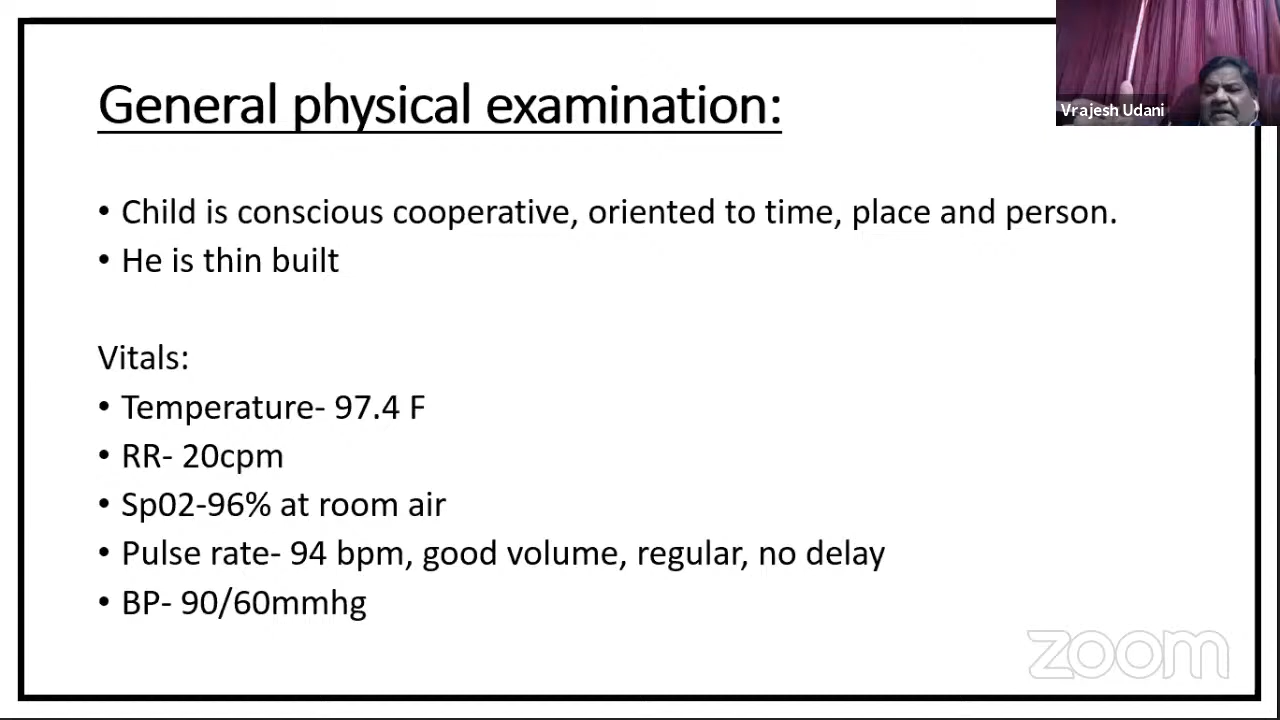 General physical examination:
Vrajesh Udani
• Child is conscious cooperative, oriented to time, place and person.
• He is thin built
Vitals:
• Temperature- 97.4 F
• RR- 20cpm
• Sp02-96% at room air
• Pulse rate- 94 bpm, good volume, regular, no delay
• BP- 90/60mmhg
zoom